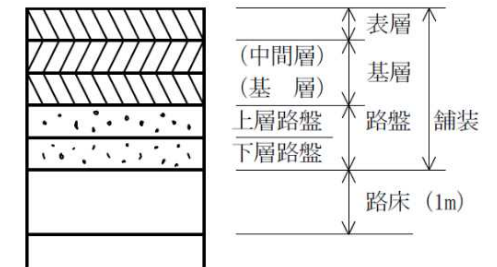 表層
(中間層)
基層
(基　層)
上層路盤
路盤
舗装
下層路盤
路床 (1m)